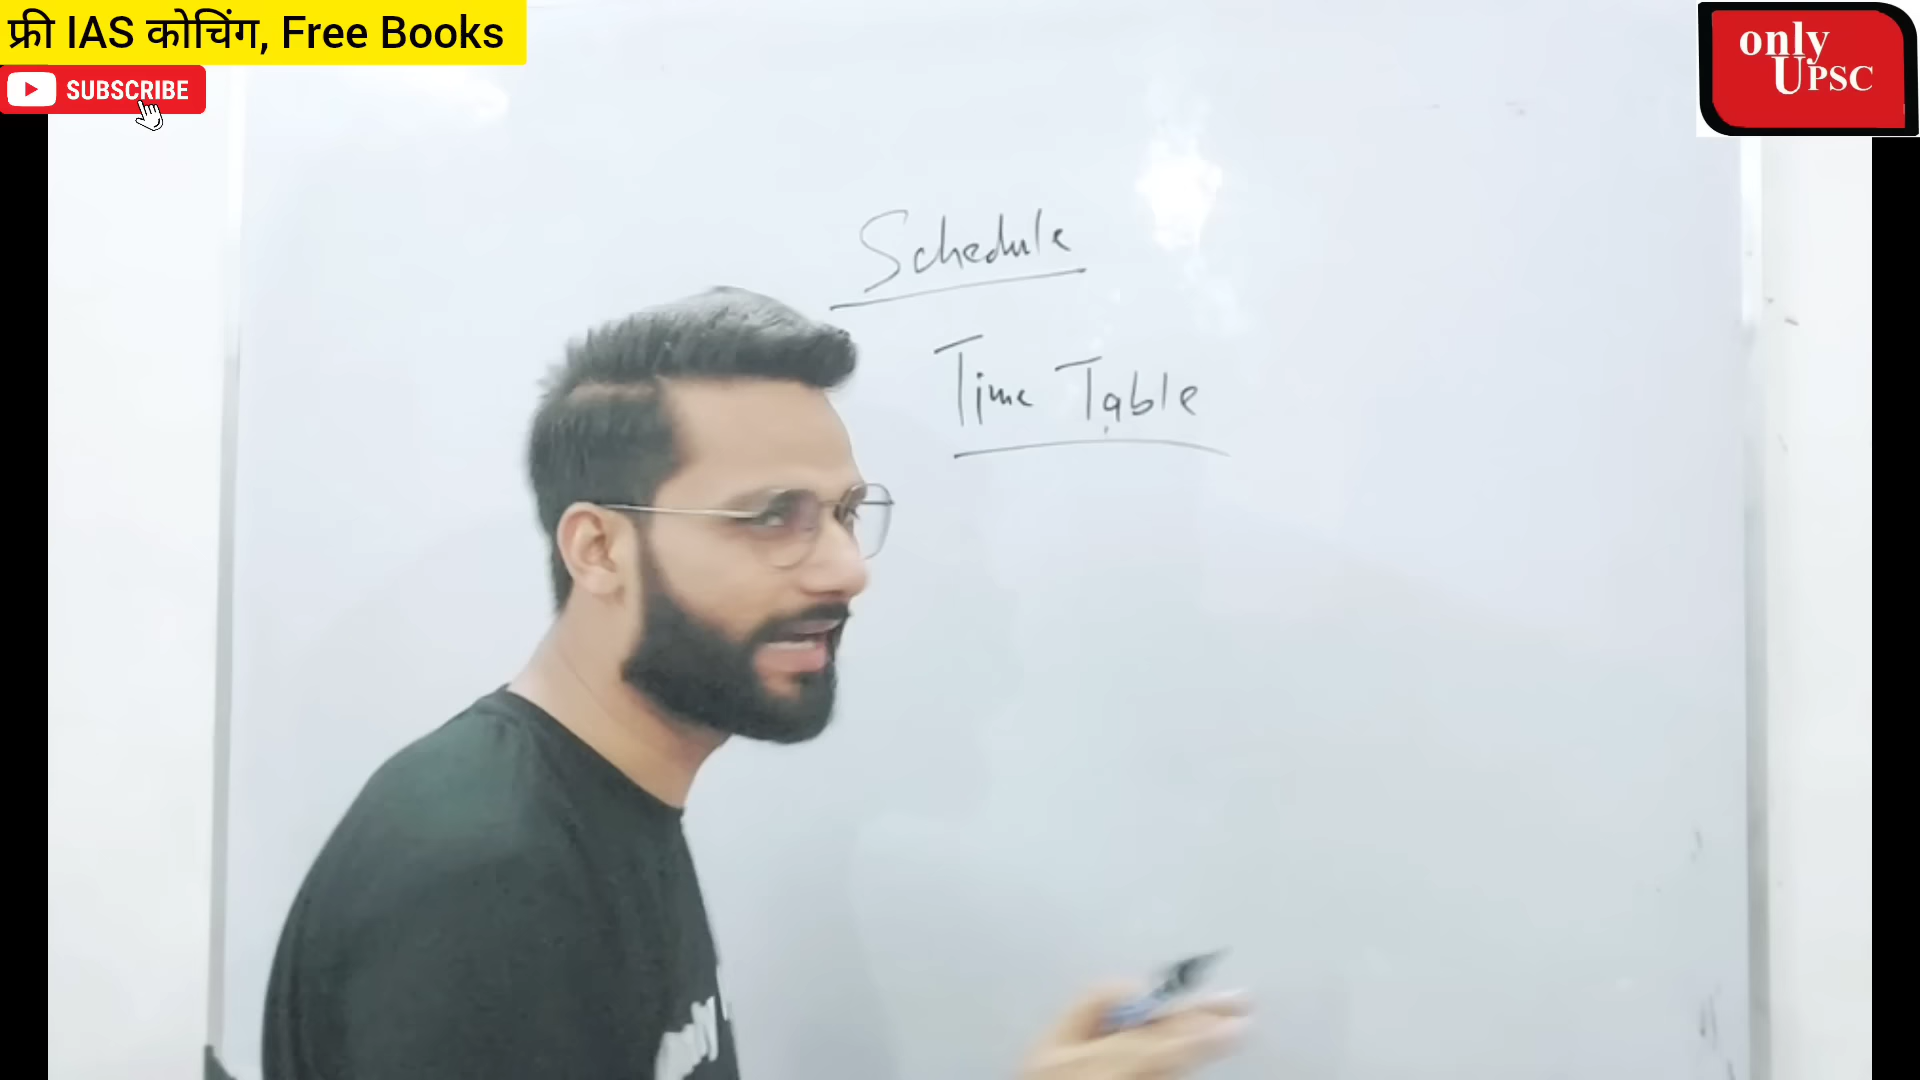 फ्री IAS कोचिंग, Free Books
SUBSCRIBE
only
UPSC
Schedule
Time Table